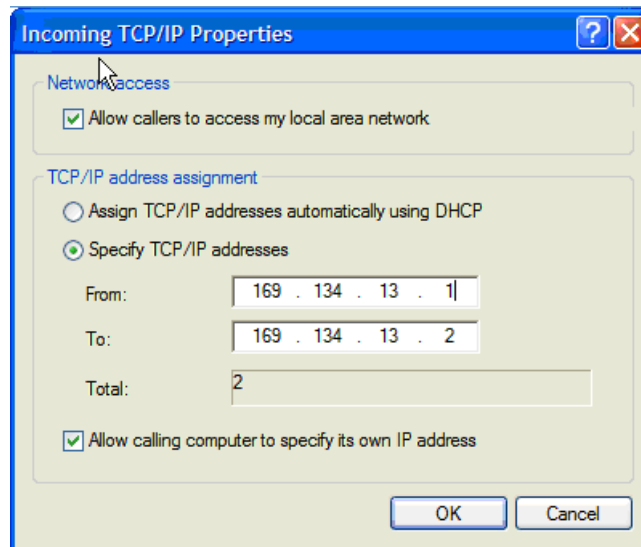 Incoming TCP/IP Properties
Network access
Allow callers to access my local area network
TCP/IP address assignment
Assign TCP/IP addresses automatically using DHCP
Specify TCP/IP addresses
From: 169 . 134 . 13 . 1
To: 169 . 134 . 13 . 2
Total: 2
Allow calling computer to specify its own IP address
OK Cancel